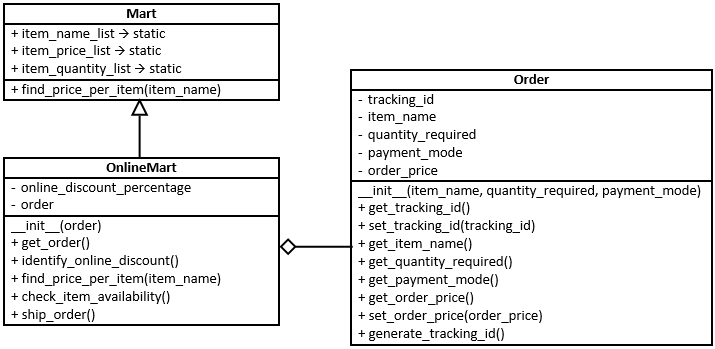 Mart
+ item_name_list → static
+ item_price_list → static
+ item_quantity_list → static
+ find_price_per_item(item_name)
OnlineMart
- online_discount_percentage
- order
__init__(order)
+ get_order()
+ identify_online_discount()
+ find_price_per_item(item_name)
+ check_item_availability()
+ ship_order()
Order
- tracking_id
- item_name
- quantity_required
- payment_mode
- order_price
__init__(item_name, quantity_required, payment_mode)
+ get_tracking_id()
+ set_tracking_id(tracking_id)
+ get_item_name()
+ get_quantity_required()
+ get_payment_mode()
+ get_order_price()
+ set_order_price(order_price)
+ generate_tracking_id()